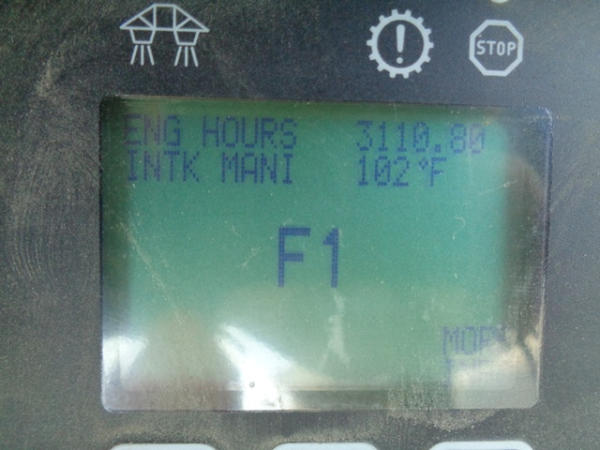 STOP
ENG HOURS 3110.80
INTK MANI 102°F
F1